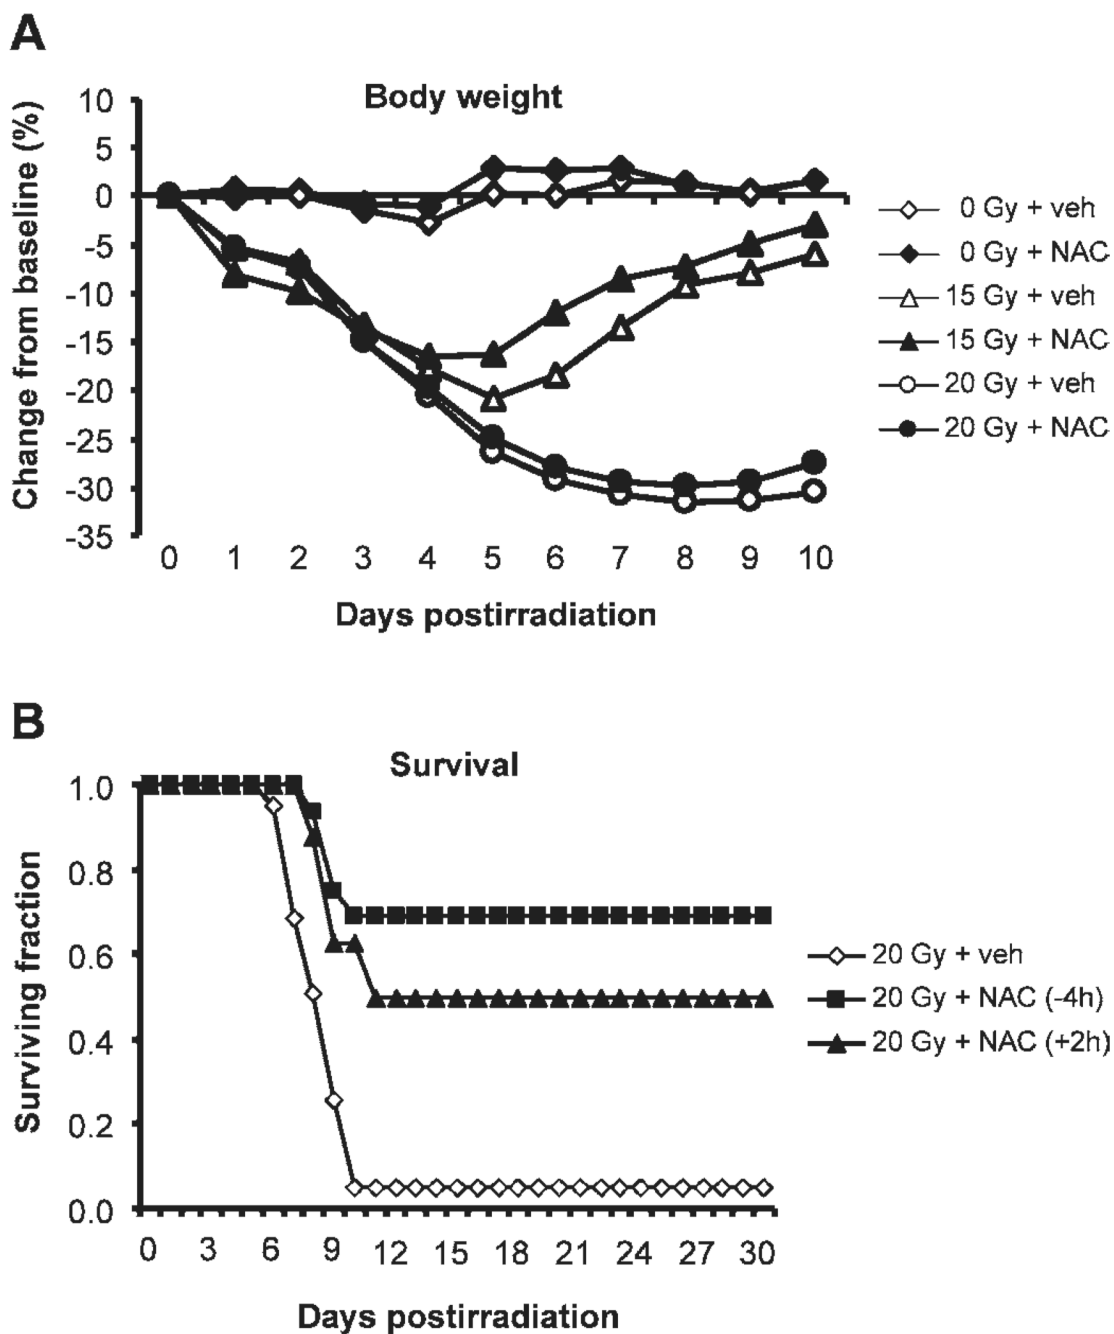 A
Body weight
Change from baseline (%)
10
5
0
-5
-10
-15
-20
-25
-30
-35
0 1 2 3 4 5 6 7 8 9 10
Days postirradiation
0 Gy + veh
0 Gy + NAC
15 Gy + veh
15 Gy + NAC
20 Gy + veh
20 Gy + NAC
B
Survival
Surviving fraction
1.0
0.8
0.6
0.4
0.2
0.0
0 3 6 9 12 15 18 21 24 27 30
Days postirradiation
20 Gy + veh
20 Gy + NAC (-4h)
20 Gy + NAC (+2h)